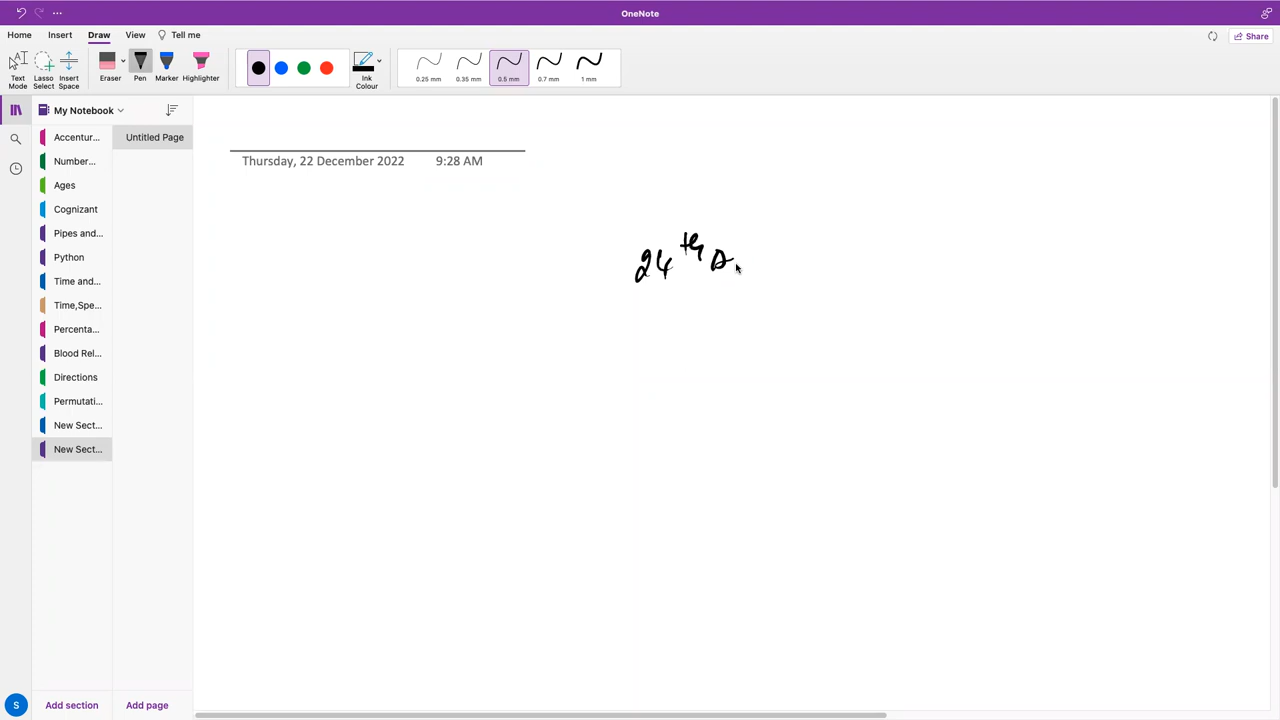 OneNote
Home Insert Draw View Tell me
Share
Text Mode
Lasso Select
Insert Space
Eraser
Pen
Marker
Highlighter
Ink Colour
0.25 mm
0.35 mm
0.5 mm
0.7 mm
1 mm
My Notebook
Accentur...
Number...
Ages
Cognizant
Pipes and...
Python
Time and...
Time,Spe...
Percenta...
Blood Rel...
Directions
Permutati...
New Sect...
New Sect...
Untitled Page
Thursday, 22 December 2022 9:28 AM
24th D
S
Add section
Add page